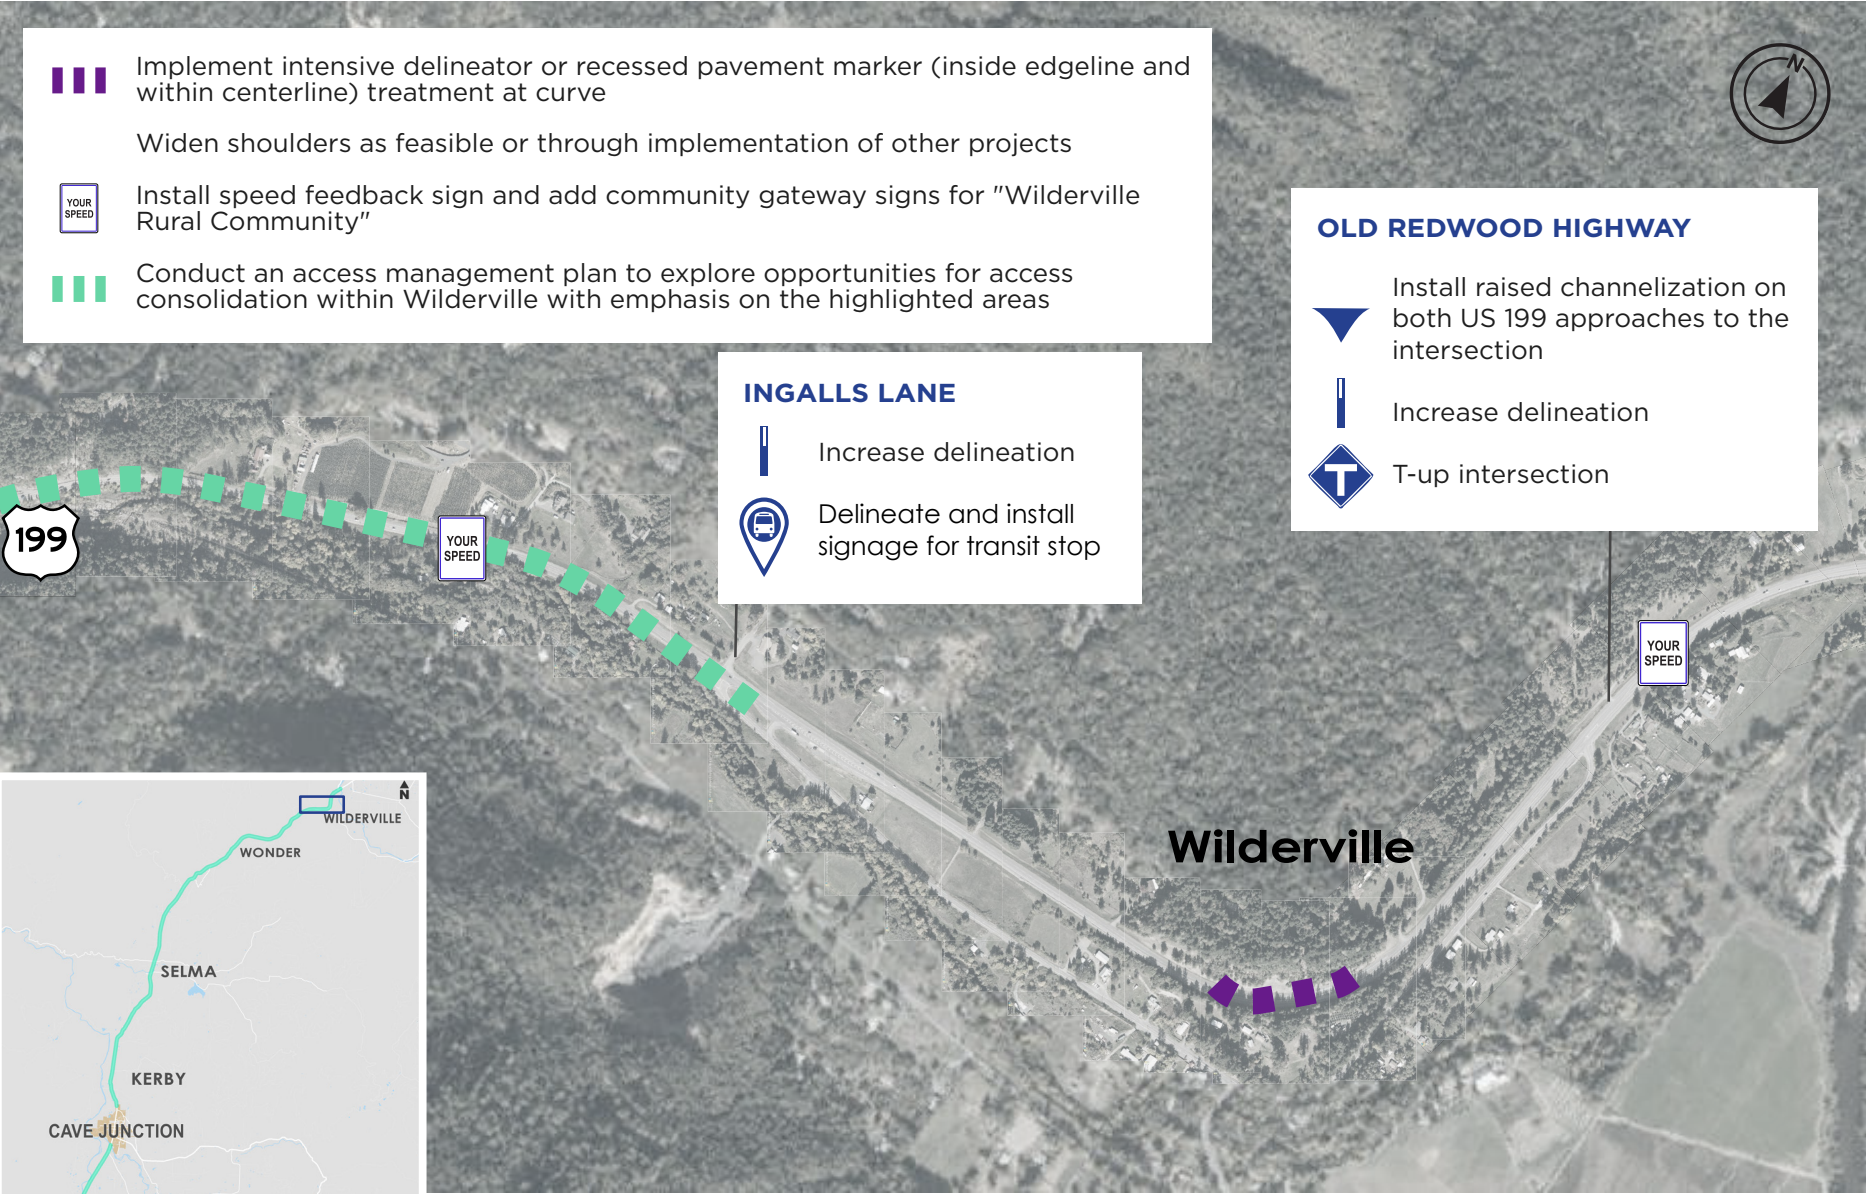 Implement intensive delineator or recessed pavement marker (inside edgeline and
within centerline) treatment at curve
Widen shoulders as feasible or through implementation of other projects
YOUR
SPEED
Install speed feedback sign and add community gateway signs for "Wilderville
Rural Community"
Conduct an access management plan to explore opportunities for access
consolidation within Wilderville with emphasis on the highlighted areas
N
OLD REDWOOD HIGHWAY
Install raised channelization on
both US 199 approaches to the
intersection
Increase delineation
T
T-up intersection
INGALLS LANE
Increase delineation
Delineate and install
signage for transit stop
199
YOUR
SPEED
YOUR
SPEED
Wilderville
N
WILDERVILLE
WONDER
SELMA
KERBY
CAVE JUNCTION